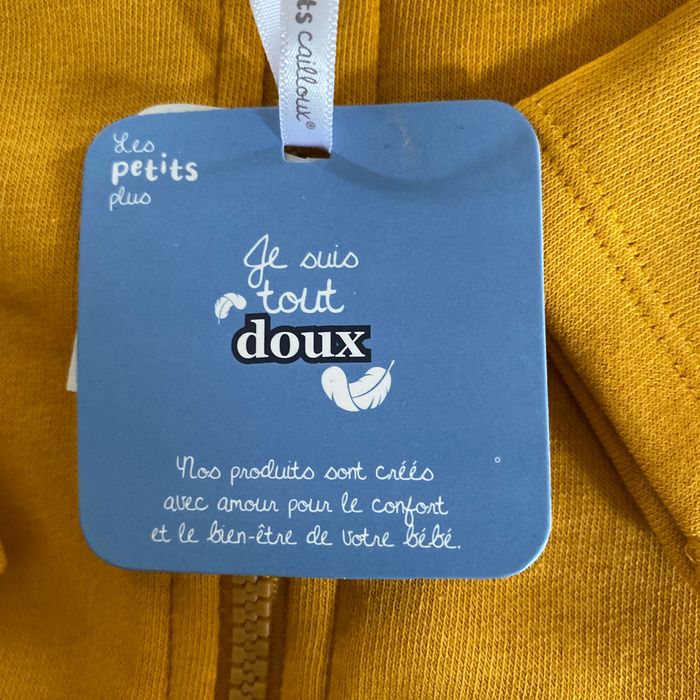 ts cailloux®
Les
petits
plus
Je suis
tout
doux
Nos produits sont créés
avec amour pour le confort
et le bien-être de votre bébé.